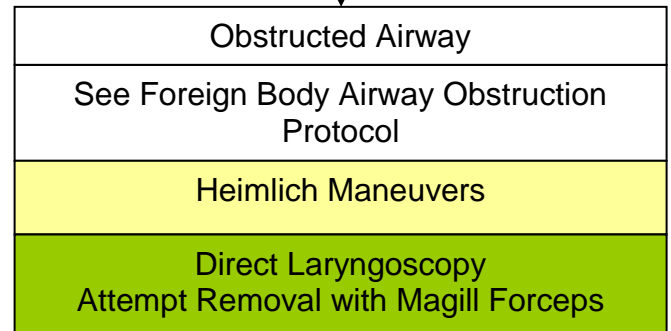 Obstructed Airway
See Foreign Body Airway Obstruction
Protocol
Heimlich Maneuvers
Direct Laryngoscopy
Attempt Removal with Magill Forceps